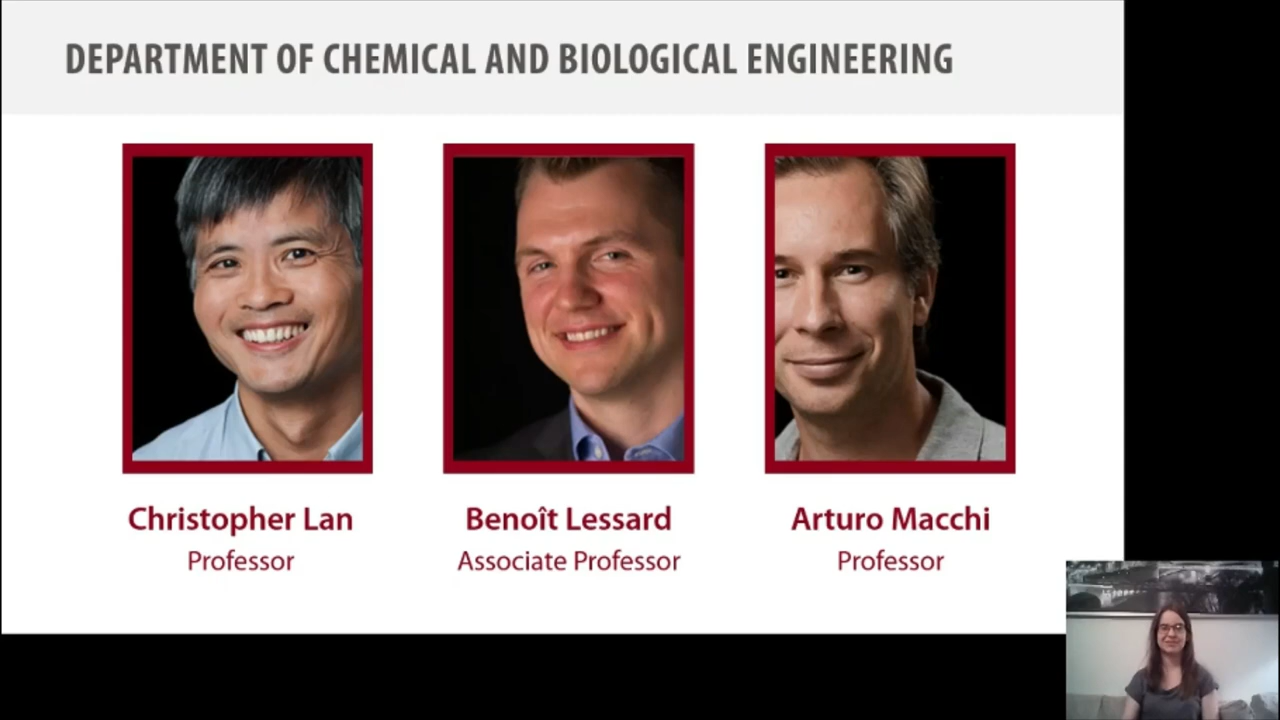 DEPARTMENT OF CHEMICAL AND BIOLOGICAL ENGINEERING
Christopher Lan
Professor
Benoît Lessard
Associate Professor
Arturo Macchi
Professor